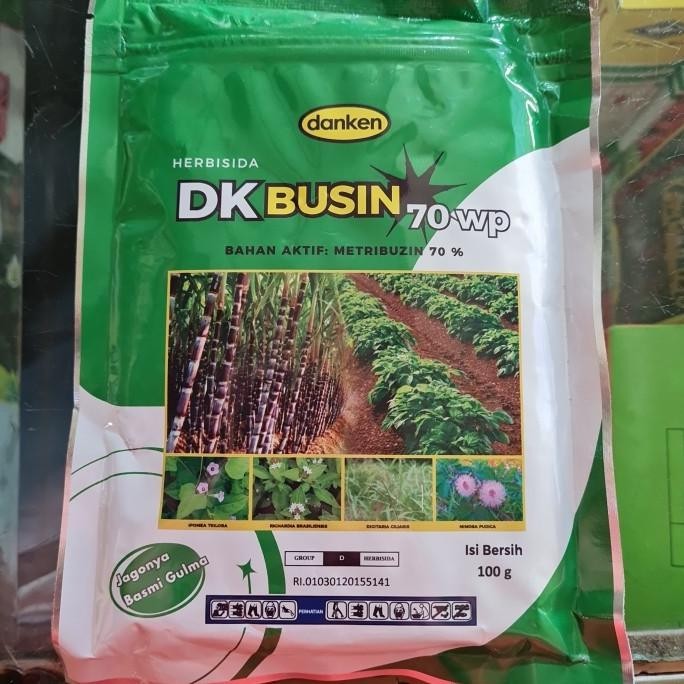 danken
HERBISIDA
DK BUSIN 70 wp
BAHAN AKTIF: METRIBUZIN 70 %
IPOMEA TRILOBA
RICHARDIA BRASILIENSIS
DIGITARIA CILIARIS
MIMOSA PUDICA
Jagonya
Basmi Gulma
GROUP D HERBISIDA
RI.01030120155141
Isi Bersih
100 g
PERHATIAN